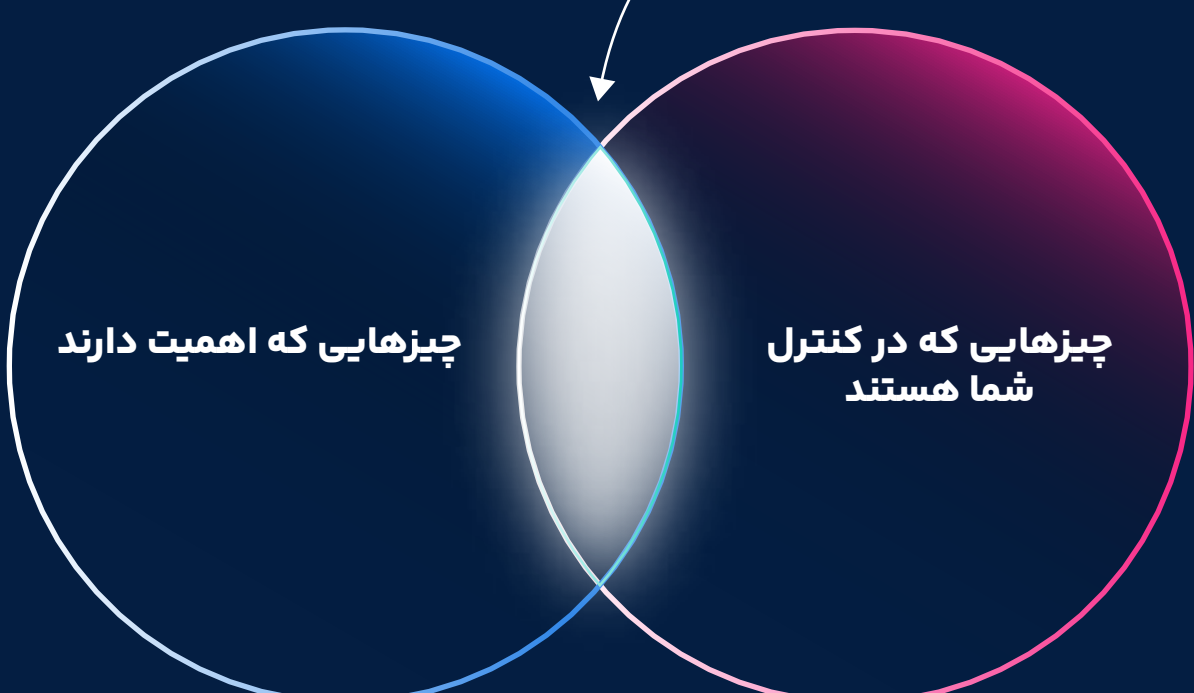 چیزهایی که در کنترل
شما هستند
چیزهایی که اهمیت دارند